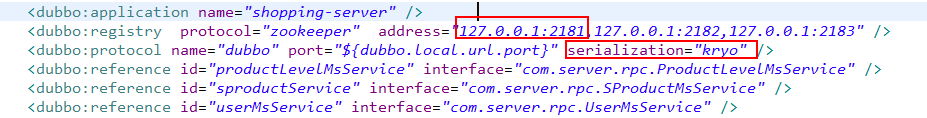 <dubbo:application name="shopping-server" />
<dubbo:registry protocol="zookeeper" address="127.0.0.1:2181,127.0.0.1:2182,127.0.0.1:2183" />
<dubbo:protocol name="dubbo" port="${dubbo.local.url.port}" serialization="kryo" />
<dubbo:reference id="productLevelMsService" interface="com.server.rpc.ProductLevelMsService" />
<dubbo:reference id="sproductService" interface="com.server.rpc.SProductMsService" />
<dubbo:reference id="userMsService" interface="com.server.rpc.UserMsService" />